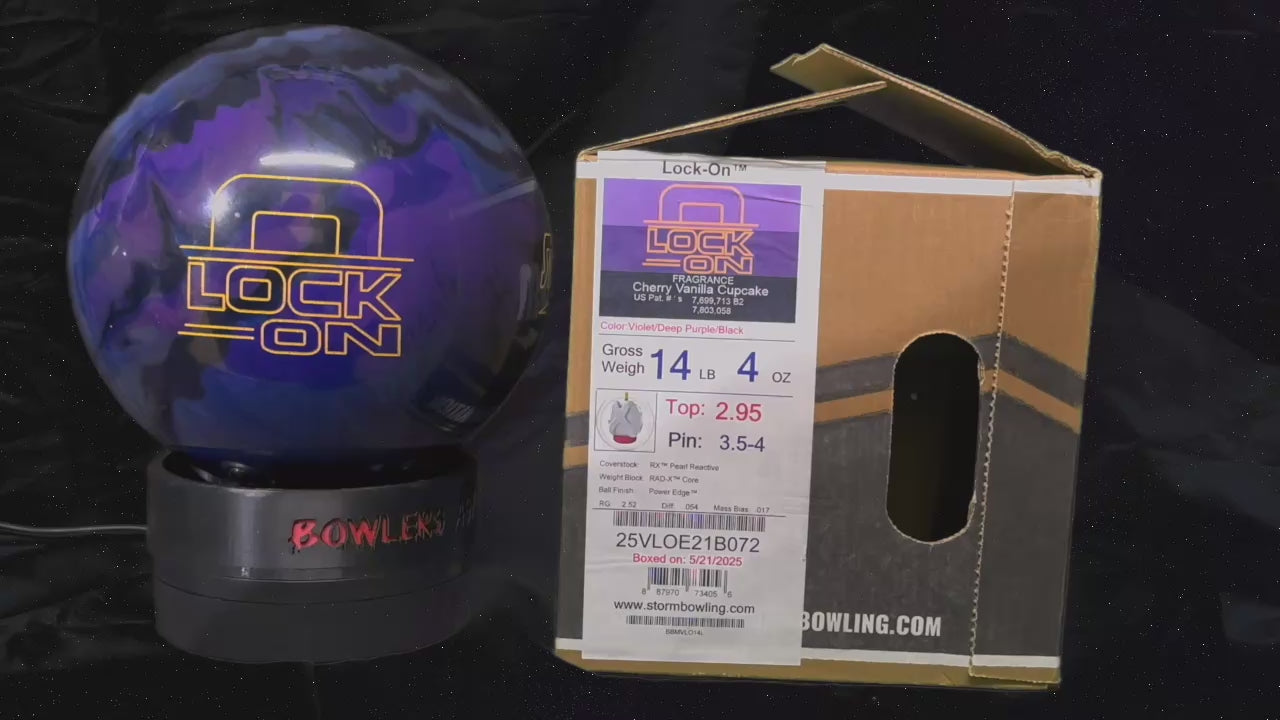 LOCK
ON
BOWLERS
Lock-On™
LOCK
ON
FRAGRANCE
Cherry Vanilla Cupcake
US Pat. #'s 7,699,713 B2
7,803,058
Color:Violet/Deep Purple/Black
Gross
Weigh 14 LB 4 OZ
Top: 2.95
Pin: 3.5-4
Coverstock: RX™ Pearl Reactive
Weight Block: RAD-X™ Core
Ball Finish: Power Edge™
RG: 2.52 Diff: .054 Mass Bias: .017
25VLOE21B072
Boxed on: 5/21/2025
8 87970 73405 6
www.stormbowling.com
BBMVLO14L
BOWLING.COM